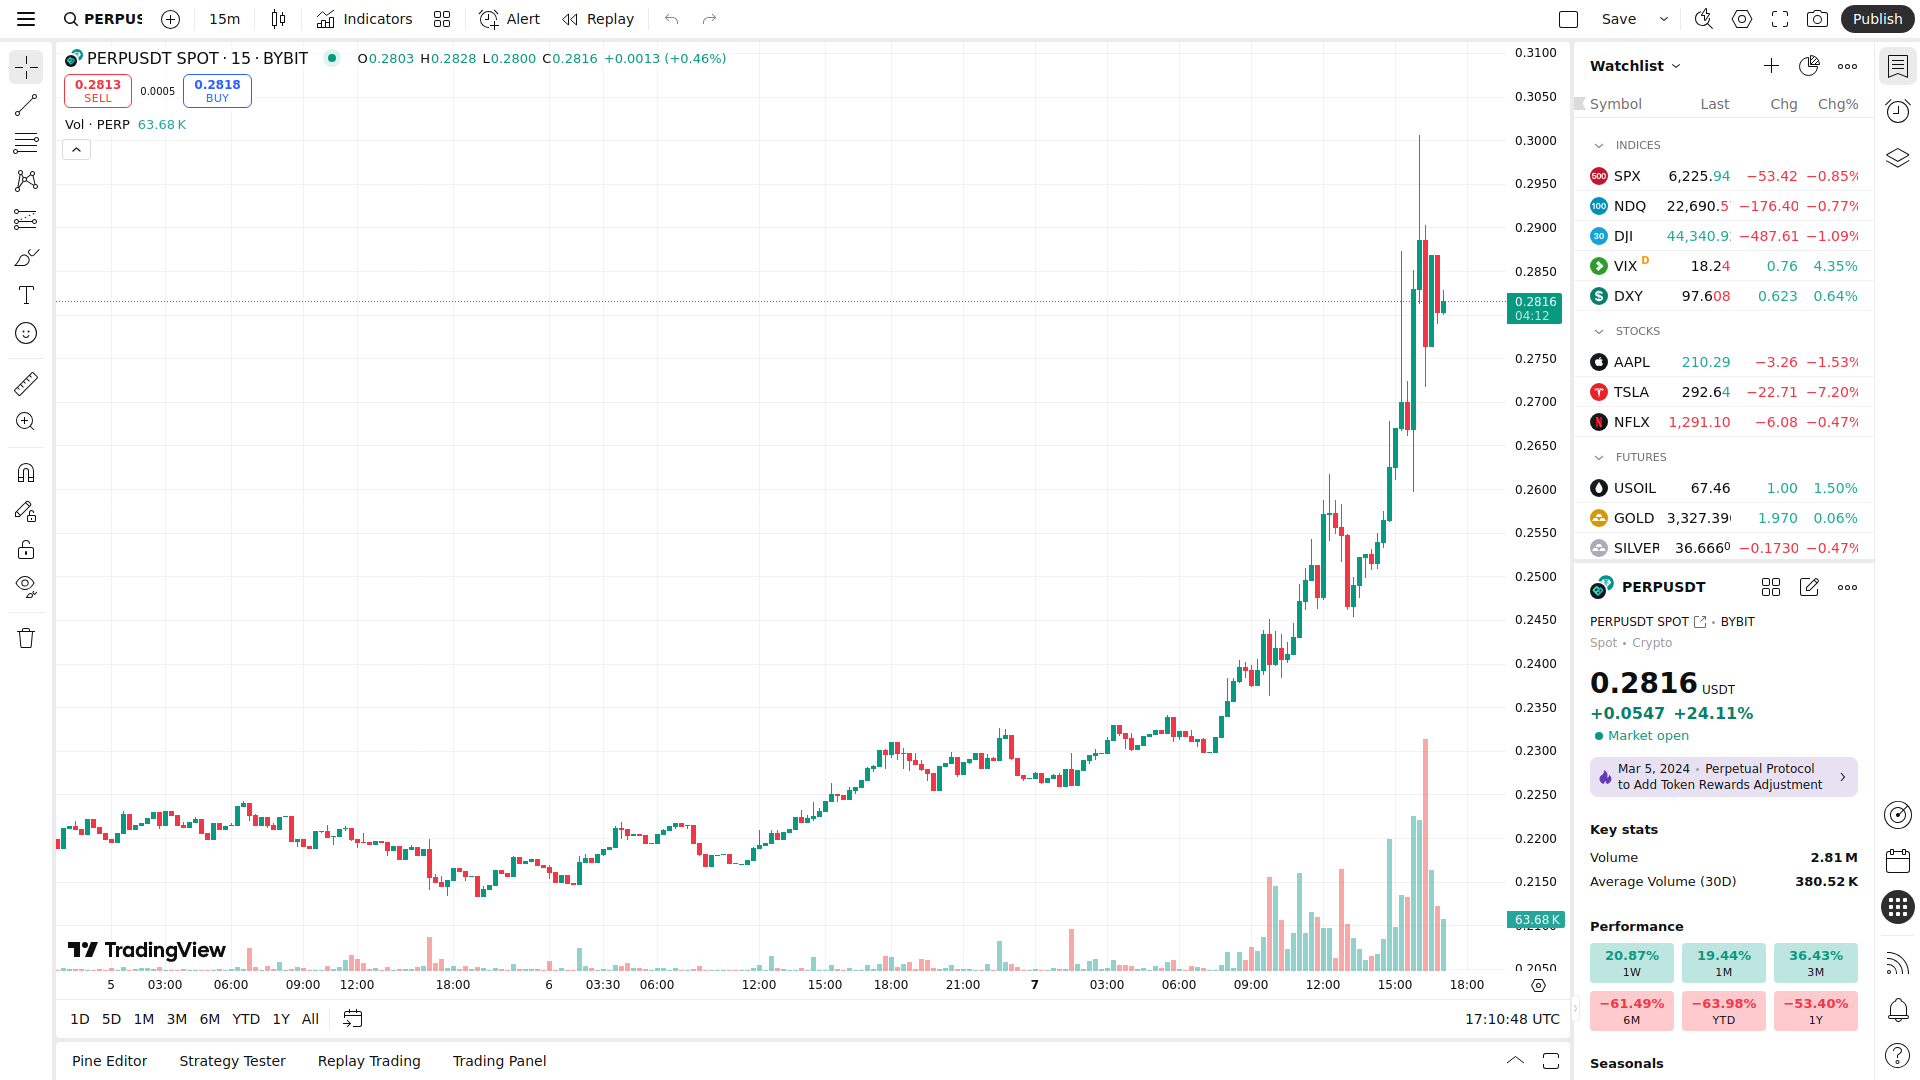 PERPUS
15m
Indicators
Alert
Replay
Save
Publish
PERPUSDT SPOT · 15 · BYBIT
O0.2803 H0.2828 L0.2800 C0.2816 +0.0013 (+0.46%)
0.2813
SELL
0.0005
0.2818
BUY
Vol · PERP 63.68 K
0.3100
0.3050
0.3000
0.2950
0.2900
0.2850
0.2816
04:12
0.2750
0.2700
0.2650
0.2600
0.2550
0.2500
0.2450
0.2400
0.2350
0.2300
0.2250
0.2200
0.2150
63.68 K
0.2050
TradingView
5 03:00 06:00 09:00 12:00 18:00 6 03:30 06:00 12:00 15:00 18:00 21:00 7 03:00 06:00 09:00 12:00 15:00 18:00
1D 5D 1M 3M 6M YTD 1Y All
17:10:48 UTC
Pine Editor
Strategy Tester
Replay Trading
Trading Panel
Watchlist
Symbol Last Chg Chg%
INDICES
500 SPX 6,225.94 −53.42 −0.85%
100 NDQ 22,690.5 −176.40 −0.77%
30 DJI 44,340.9 −487.61 −1.09%
VIX D 18.24 0.76 4.35%
DXY 97.608 0.623 0.64%
STOCKS
AAPL 210.29 −3.26 −1.53%
TSLA 292.64 −22.71 −7.20%
NFLX 1,291.10 −6.08 −0.47%
FUTURES
USOIL 67.46 1.00 1.50%
GOLD 3,327.39 1.970 0.06%
SILVER 36.6660 −0.1730 −0.47%
PERPUSDT
PERPUSDT SPOT • BYBIT
Spot • Crypto
0.2816 USDT
+0.0547 +24.11%
Market open
Mar 5, 2024 • Perpetual Protocol
to Add Token Rewards Adjustment
Key stats
Volume 2.81 M
Average Volume (30D) 380.52 K
Performance
20.87%
1W
19.44%
1M
36.43%
3M
−61.49%
6M
−63.98%
YTD
−53.40%
1Y
Seasonals